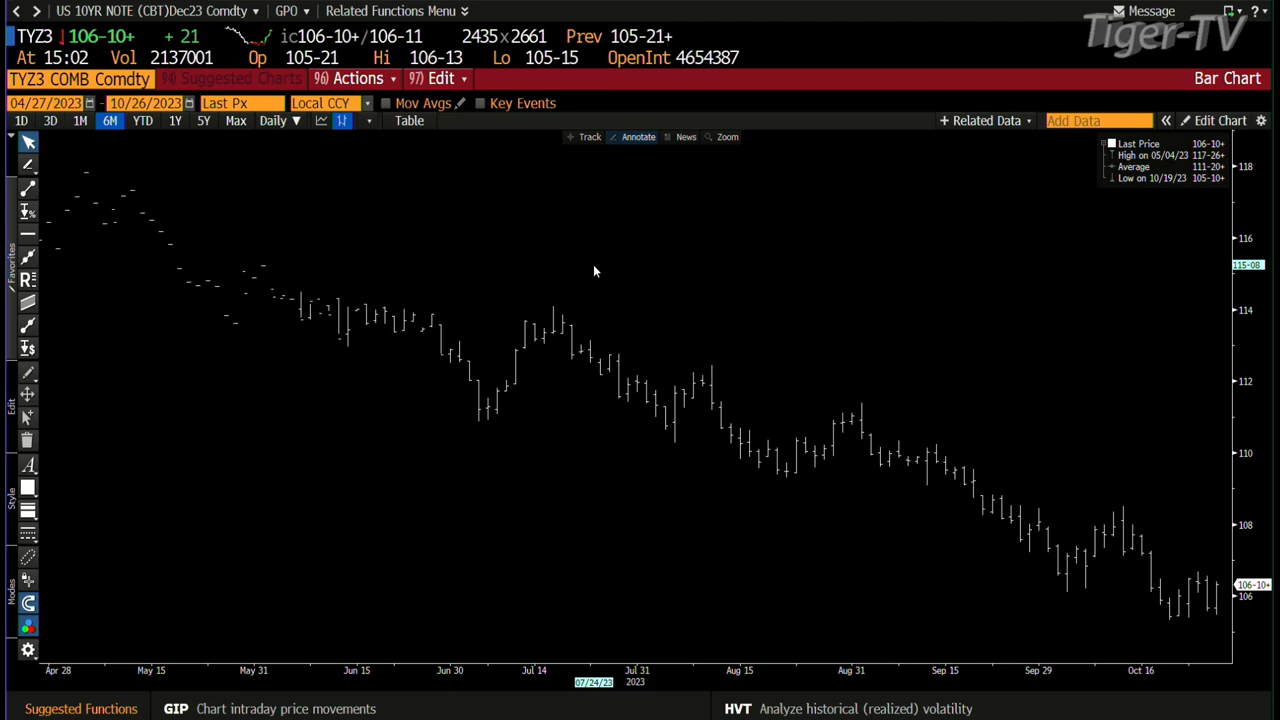 US 10YR NOTE (CBT)Dec23 Comdty GPO Related Functions Menu Message
Tiger-TV
TYZ3 106-10+ + 21 ic106-10+/106-11 2435x2661 Prev 105-21+
At 15:02 Vol 2137001 Op 105-21 Hi 106-13 Lo 105-15 OpenInt 4654387
TYZ3 COMB Comdty 94) Suggested Charts 96) Actions 97) Edit Bar Chart
04/27/2023 - 10/26/2023 Last Px Local CCY Mov Avgs Key Events
1D 3D 1M 6M YTD 1Y 5Y Max Daily Table + Related Data Add Data Edit Chart
Track Annotate News Zoom
Last Price 106-10+
High on 05/04/23 117-26+
Average 111-20+
Low on 10/19/23 105-10+
118
116
115-08
114
112
110
108
106-10+
106
Favorites
Edit
Style
Modes
Apr 28 May 15 May 31 Jun 15 Jun 30 Jul 14 Jul 31 Aug 15 Aug 31 Sep 15 Sep 29 Oct 16
07/24/23 2023
Suggested Functions GIP Chart intraday price movements HVT Analyze historical (realized) volatility